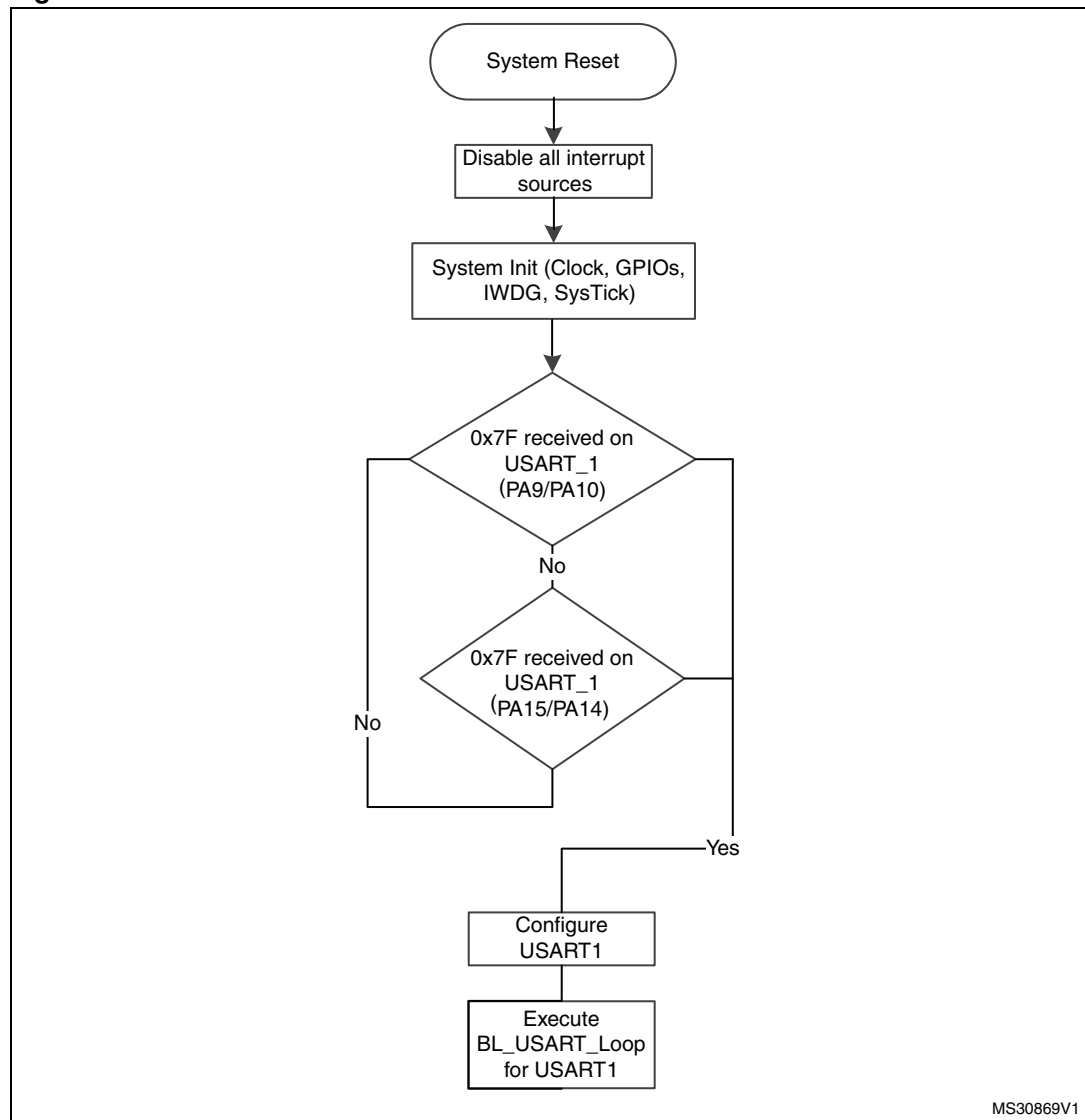 System Reset
Disable all interrupt
sources
System Init (Clock, GPIOs,
IWDG, SysTick)
0x7F received on
USART_1
(PA9/PA10)
No
0x7F received on
USART_1
(PA15/PA14)
No
Yes
Configure
USART1
Execute
BL_USART_Loop
for USART1
MS30869V1